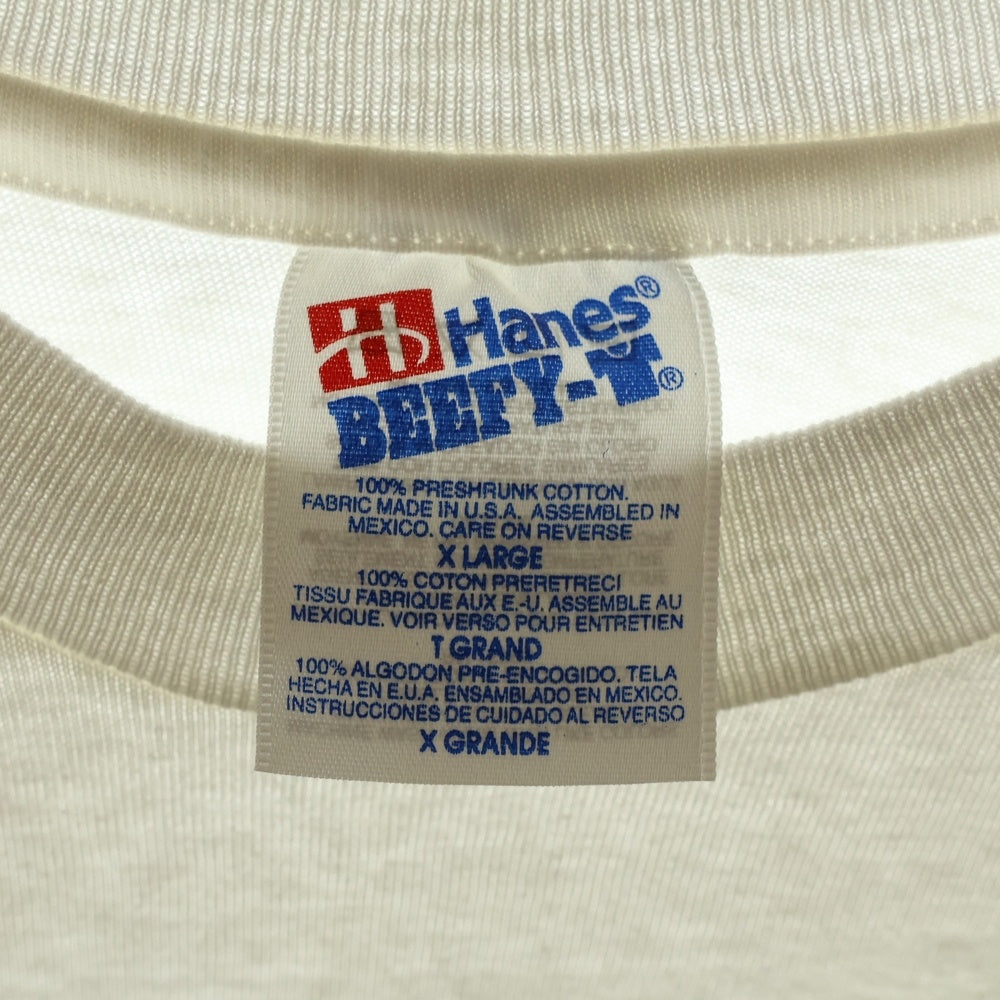 H Hanes®
BEEFY-T®
100% PRESHRUNK COTTON.
FABRIC MADE IN U.S.A. ASSEMBLED IN
MEXICO. CARE ON REVERSE
X LARGE
100% COTON PRERETRECI
TISSU FABRIQUE AUX E.-U. ASSEMBLE AU
MEXIQUE. VOIR VERSO POUR ENTRETIEN
T GRAND
100% ALGODON PRE-ENCOGIDO. TELA
HECHA EN E.U.A. ENSAMBLADO EN MEXICO.
INSTRUCCIONES DE CUIDADO AL REVERSO
X GRANDE